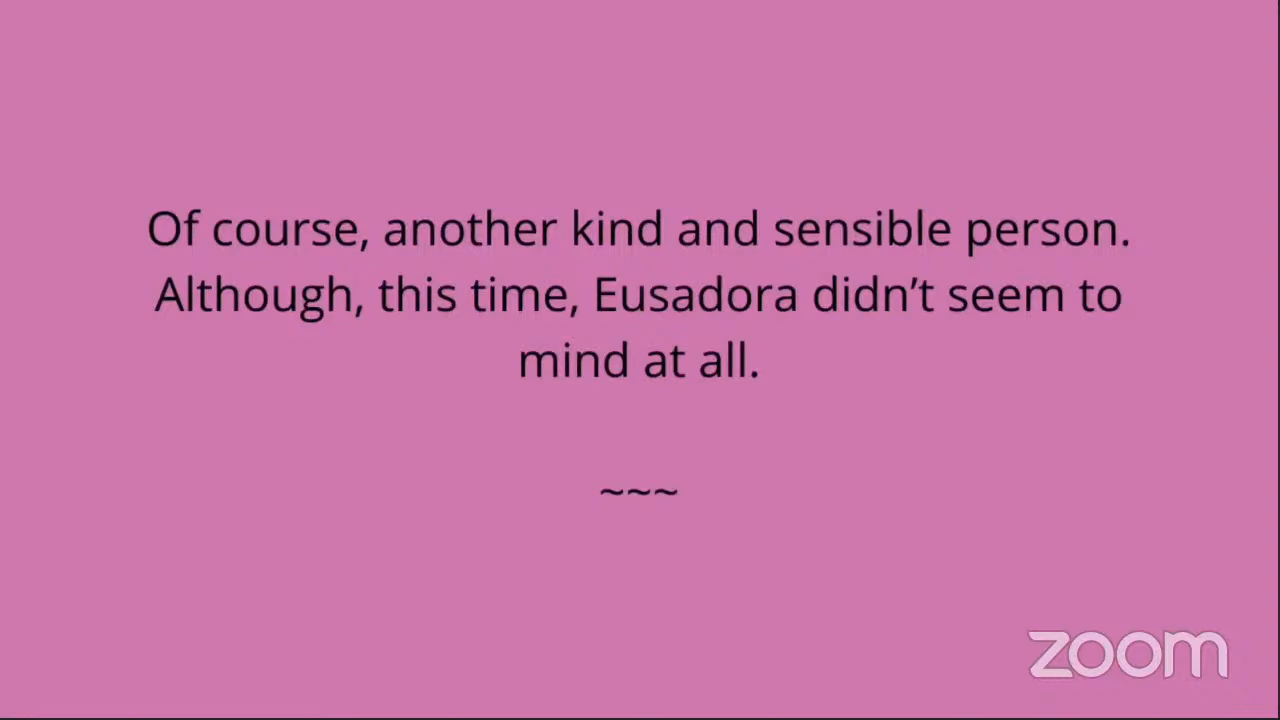 Of course, another kind and sensible person.
Although, this time, Eusadora didn’t seem to
mind at all.
~~~
zoom